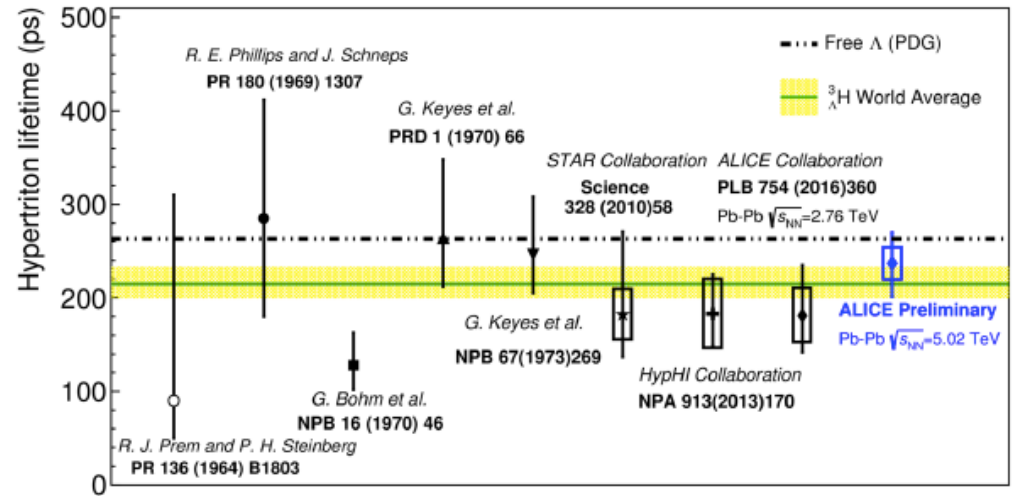 Hypertriton lifetime (ps)
500
400
300
200
100
0
Free Λ (PDG)
³ΛH World Average
R. E. Phillips and J. Schneps
PR 180 (1969) 1307
G. Keyes et al.
PRD 1 (1970) 66
STAR Collaboration
Science
328 (2010)58
ALICE Collaboration
PLB 754 (2016)360
Pb-Pb √sNN=2.76 TeV
G. Keyes et al.
NPB 67(1973)269
ALICE Preliminary
Pb-Pb √sNN=5.02 TeV
HypHI Collaboration
NPA 913(2013)170
G. Bohm et al.
NPB 16 (1970) 46
R. J. Prem and P. H. Steinberg
PR 136 (1964) B1803